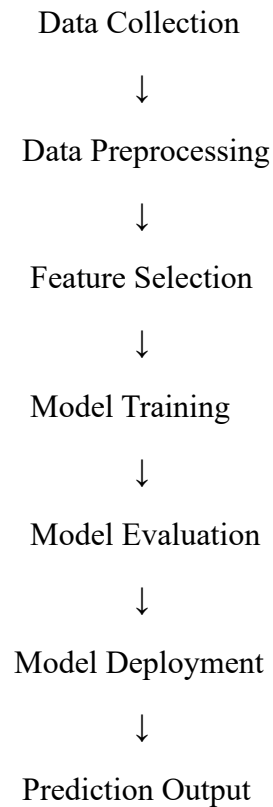 Data Collection
↓
Data Preprocessing
↓
Feature Selection
↓
Model Training
↓
Model Evaluation
↓
Model Deployment
↓
Prediction Output